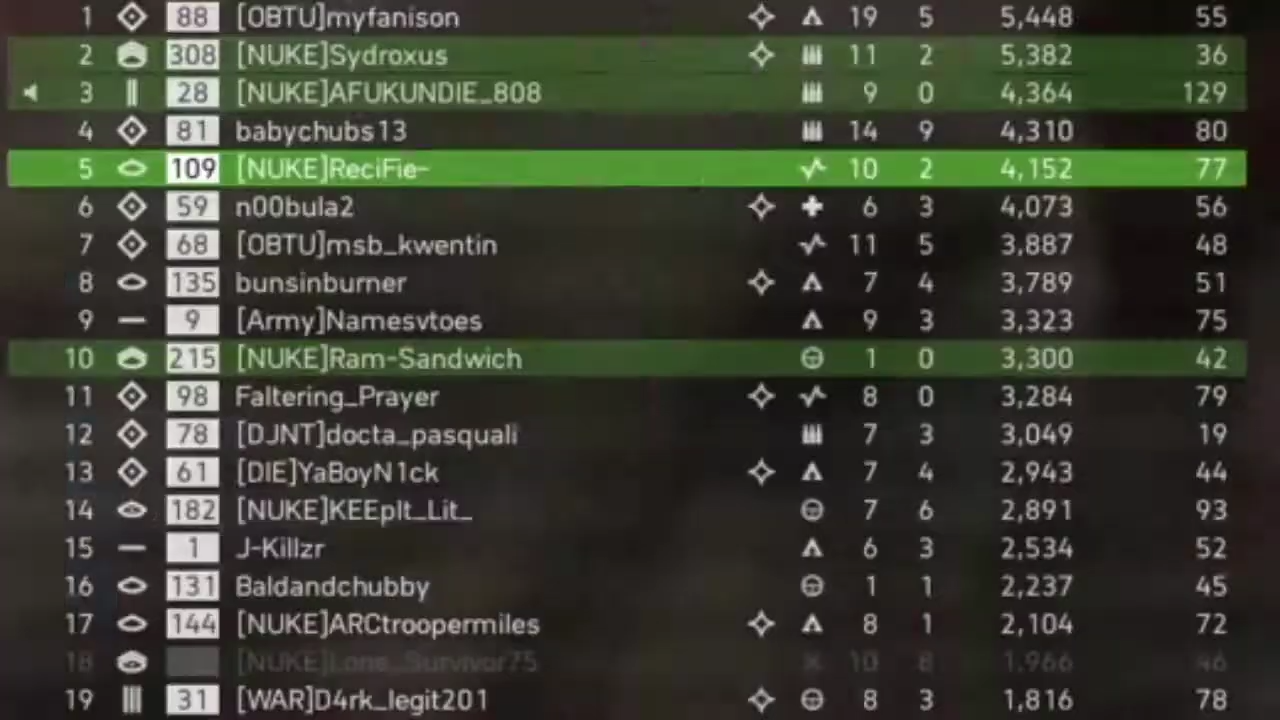 1 88 [OBTU]myfanison 19 5 5,448 55
2 308 [NUKE]Sydroxus 11 2 5,382 36
3 28 [NUKE]AFUKUNDIE_808 9 0 4,364 129
4 81 babychubs13 14 9 4,310 80
5 109 [NUKE]ReciFie- 10 2 4,152 77
6 59 n00bula2 6 3 4,073 56
7 68 [OBTU]msb_kwentin 11 5 3,887 48
8 135 bunsinburner 7 4 3,789 51
9 9 [Army]Namesvtoes 9 3 3,323 75
10 215 [NUKE]Ram-Sandwich 1 0 3,300 42
11 98 Faltering_Prayer 8 0 3,284 79
12 78 [DJNT]docta_pasquali 7 3 3,049 19
13 61 [DIE]YaBoyN1ck 7 4 2,943 44
14 182 [NUKE]KEEpIt_Lit_ 7 6 2,891 93
15 1 J-Killzr 6 3 2,534 52
16 131 Baldandchubby 1 1 2,237 45
17 144 [NUKE]ARCtroopermiles 8 1 2,104 72
18 [NUKE]Lone_Survivor75 10 8 1,966 46
19 31 [WAR]D4rk_legit201 8 3 1,816 78